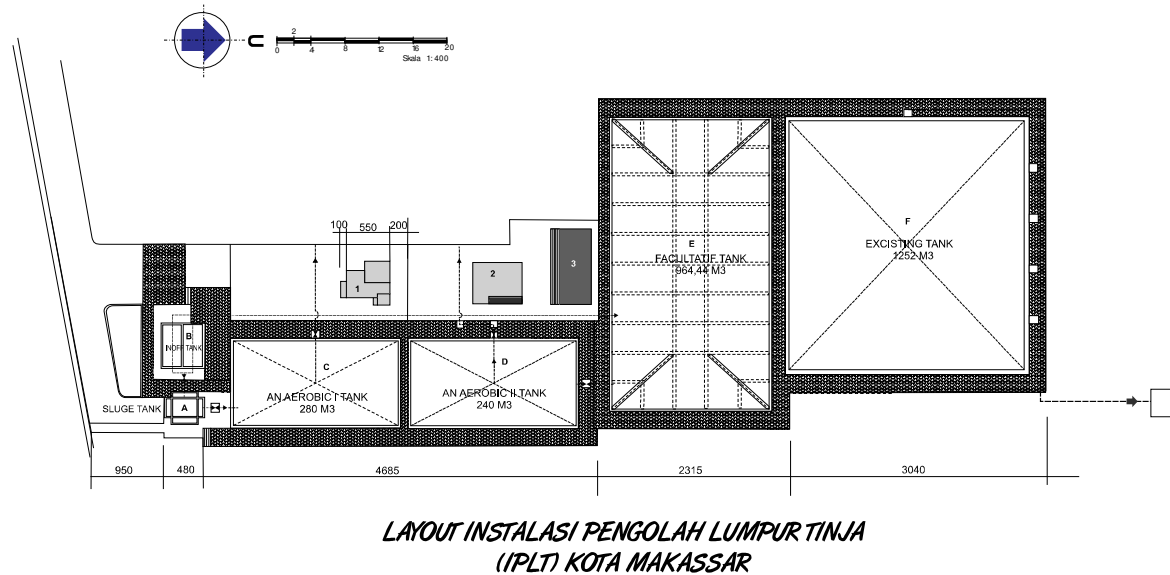 U
2
0 4 8 12 16 20
Skala 1: 400
100 550 200
1
2
3
E
FACULTATIF TANK
964,44 M3
F
EXCISTING TANK
1252 M3
B
INOFF TANK
C
AN AEROBIC I TANK
280 M3
D
AN AEROBIC II TANK
240 M3
SLUGE TANK
A
950 480 4685 2315 3040
LAYOUT INSTALASI PENGOLAH LUMPUR TINJA
(IPLT) KOTA MAKASSAR